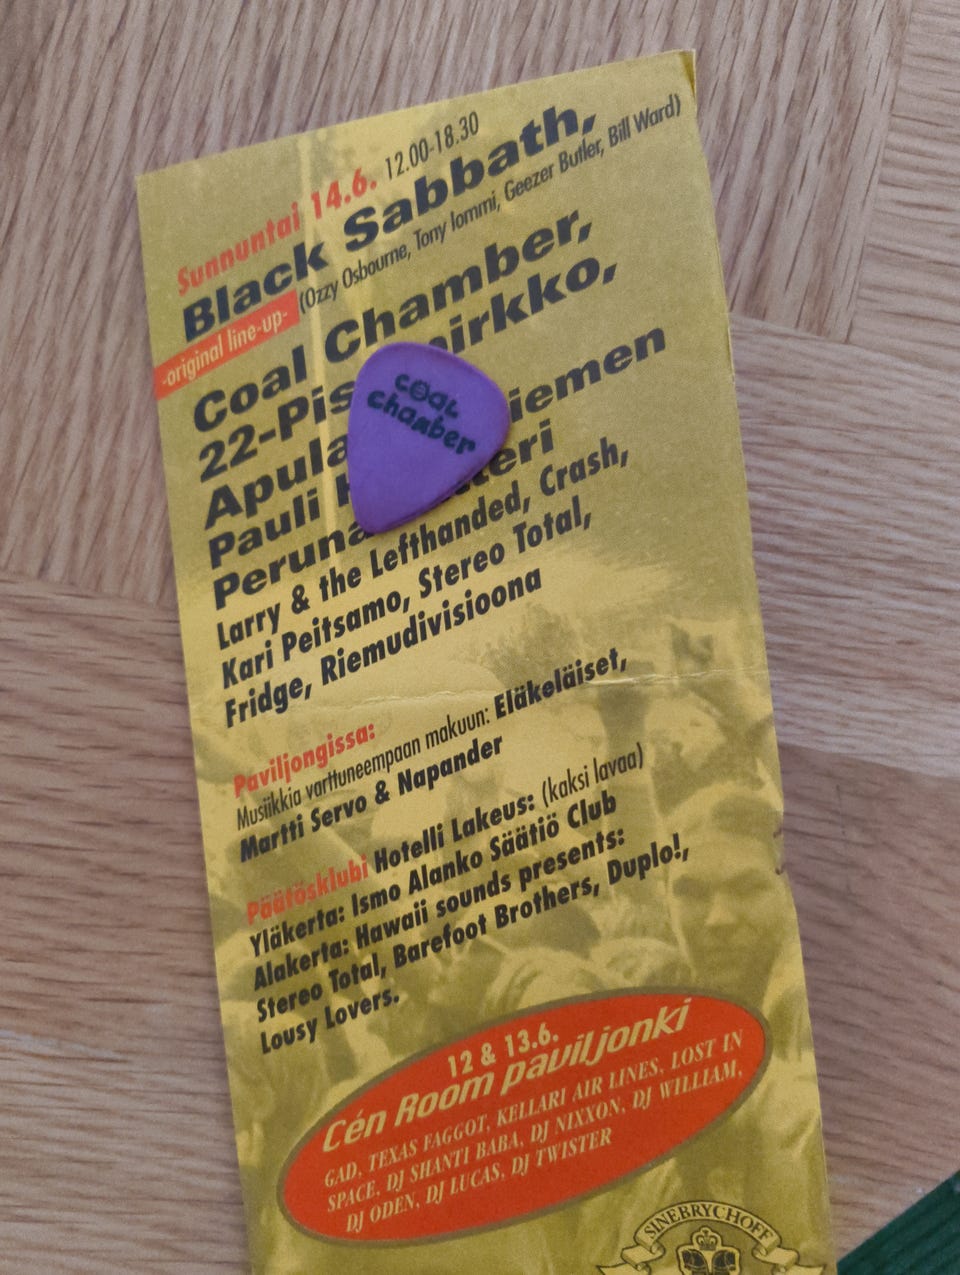 Sunnuntai 14.6. 12.00-18.30
Black Sabbath,
-original line-up- (Ozzy Osbourne, Tony Iommi, Geezer Butler, Bill Ward)
Coal Chamber,
22-Pis irkko,
Apula iemen
Pauli teri
Peruna
Larry & the Lefthanded, Crash,
Kari Peitsamo, Stereo Total,
Fridge, Riemudivisioona
coal
chamber
Paviljongissa:
Musiikkia varttuneempaan makuun: Eläkeläiset,
Martti Servo & Napander
Päätösklubi Hotelli Lakeus: (kaksi lavaa)
Yläkerta: Ismo Alanko Säätiö Club
Alakerta: Hawaii sounds presents:
Stereo Total, Barefoot Brothers, Duplo!,
Lousy Lovers.
12 & 13.6.
Cén Room paviljonki
GAD, TEXAS FAGGOT, KELLARI AIR LINES, LOST IN
SPACE, DJ SHANTI BABA, DJ NIXXON, DJ WILLIAM,
DJ ODEN, DJ LUCAS, DJ TWISTER
SINEBRYCHOFF